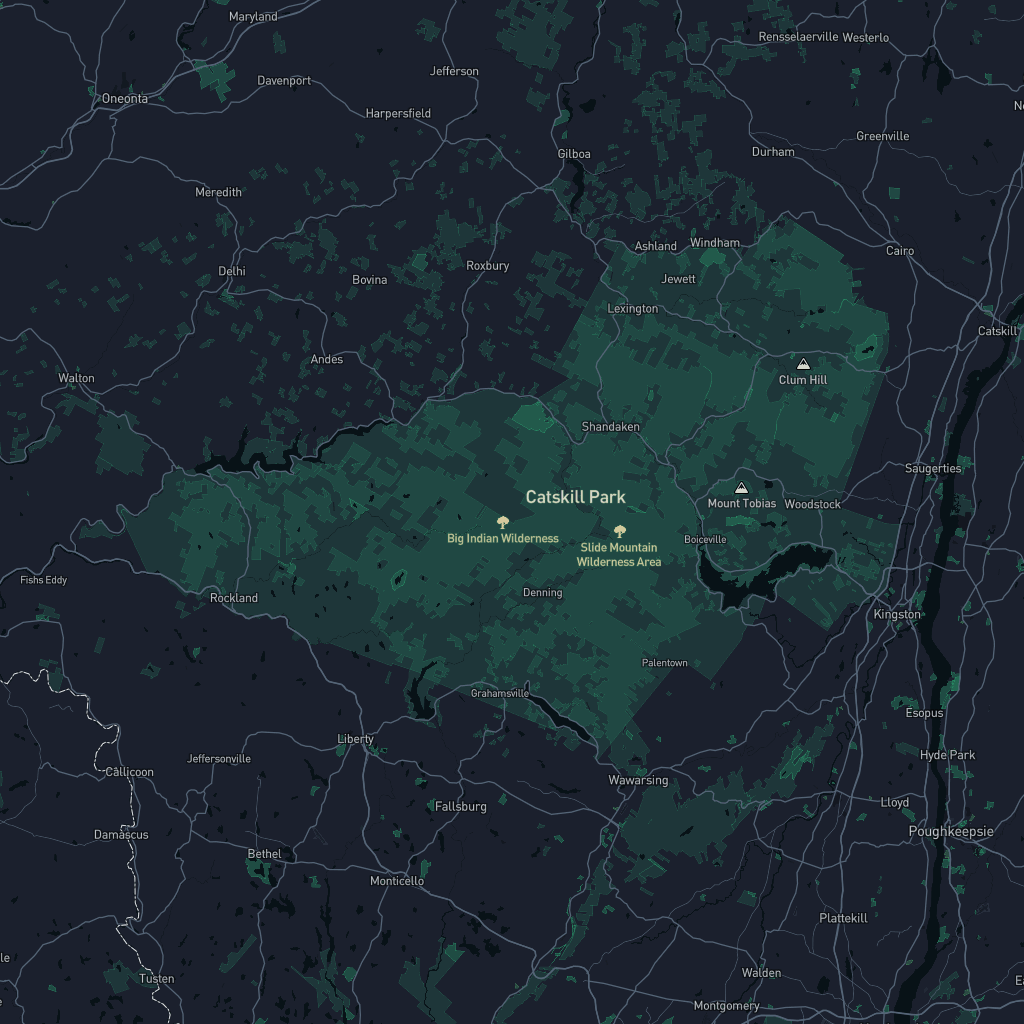 Maryland
Rensselaerville
Westerlo
Jefferson
Davenport
Oneonta
Harpersfield
Greenville
Gilboa
Durham
Meredith
Ashland
Windham
Cairo
Delhi
Roxbury
Bovina
Jewett
Lexington
Catskill
Andes
Walton
Clum Hill
Shandaken
Saugerties
Catskill Park
Mount Tobias
Woodstock
Big Indian Wilderness
Slide Mountain
Wilderness Area
Boiceville
Fishs Eddy
Denning
Rockland
Kingston
Palentown
Grahamsville
Esopus
Liberty
Jeffersonville
Hyde Park
Callicoon
Wawarsing
Lloyd
Fallsburg
Damascus
Poughkeepsie
Bethel
Monticello
Plattekill
Tusten
Walden
Montgomery